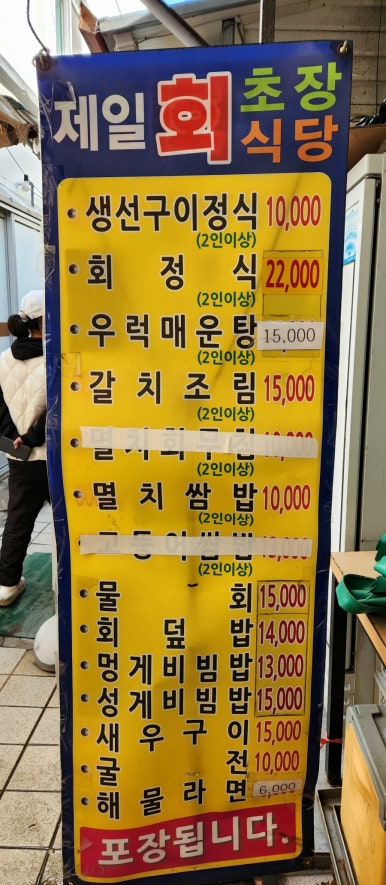 제일 회 초장
식당
생선구이정식 10,000
(2인이상)
회 정 식 22,000
(2인이상)
우럭매운탕 15,000
(2인이상)
갈치조림 15,000
(2인이상)
(2인이상)
멸치쌈밥 10,000
(2인이상)
(2인이상)
물 회 15,000
회 덮 밥 14,000
멍게비빔밥 13,000
성게비빔밥 15,000
새우구이 15,000
굴 전 10,000
해물라면 6,000
포장됩니다.